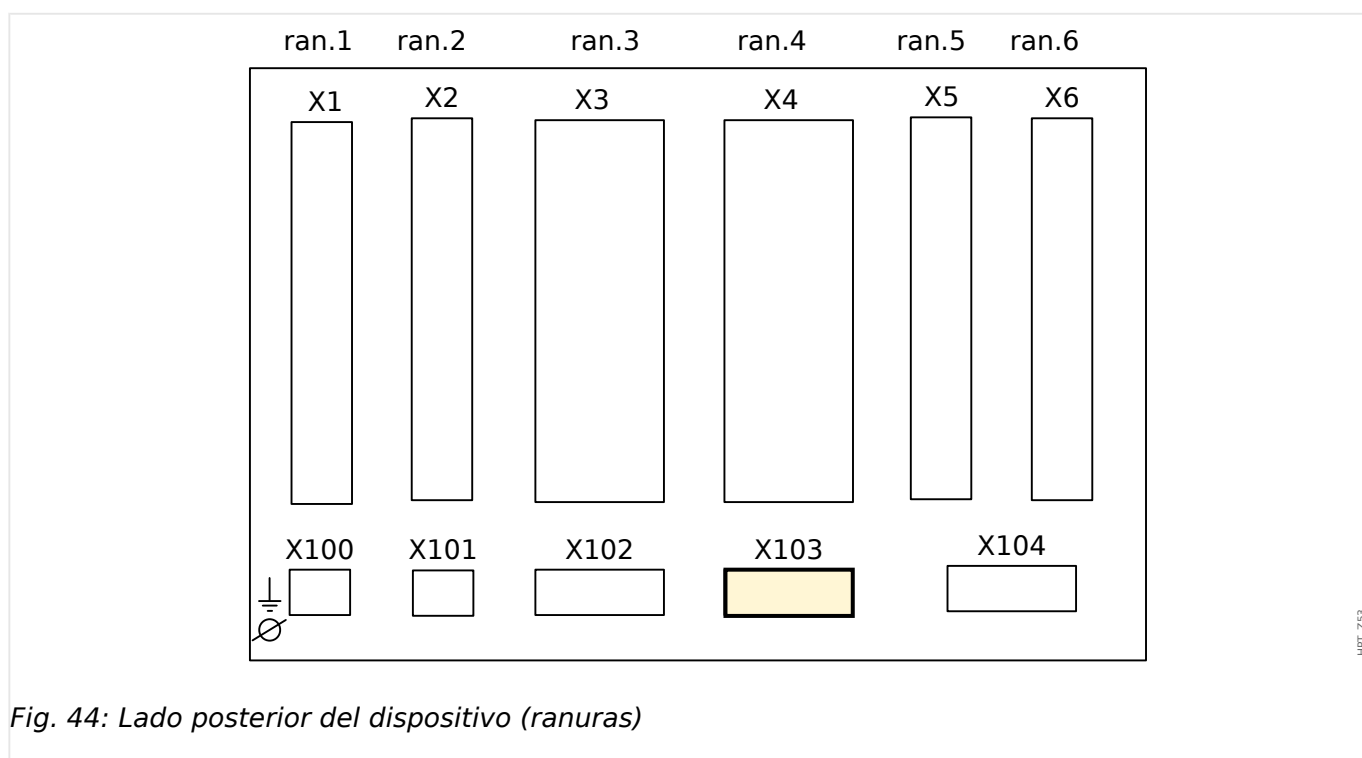 ran.1 ran.2 ran.3 ran.4 ran.5 ran.6
X1 X2 X3 X4 X5 X6
X100 X101 X102 X103 X104
Fig. 44: Lado posterior del dispositivo (ranuras)